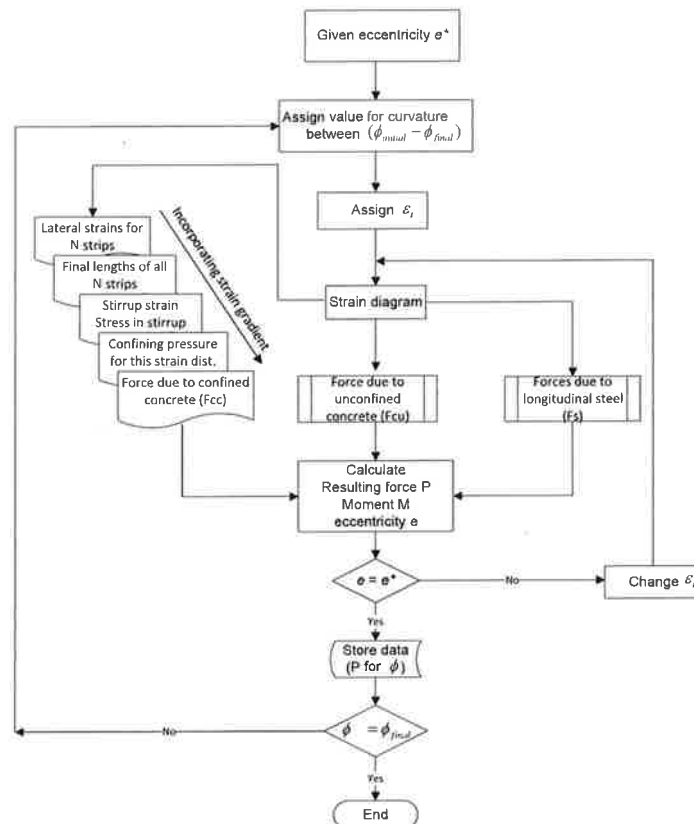 Given eccentricity e*
Assign value for curvature
between (ϕinitial − ϕfinal)
Assign εi
Lateral strains for
N strips
Final lengths of all
N strips
Stirrup strain
Stress in stirrup
Confining pressure
for this strain dist.
Force due to confined
concrete (Fcc)
Incorporating strain gradient
Strain diagram
Force due to
unconfined
concrete (Fcu)
Forces due to
longitudinal steel
(Fs)
Calculate
Resulting force P
Moment M
eccentricity e
e = e*
No
Change εi
Yes
Store data
(P for ϕ)
No
ϕ = ϕfinal
Yes
End